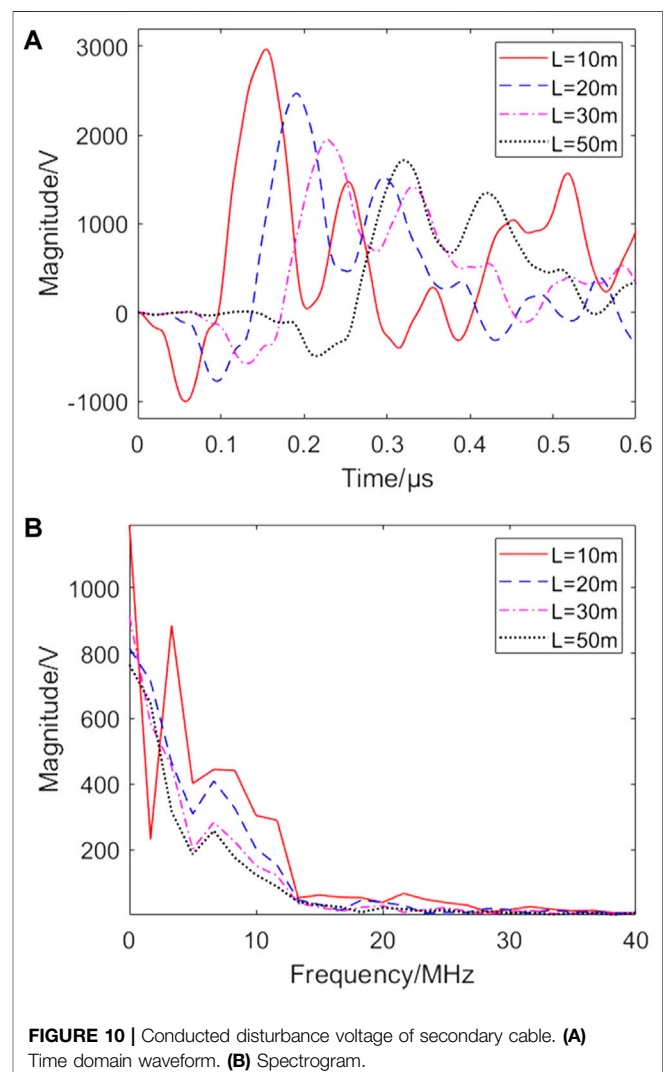 A
Magnitude/V
3000
2000
1000
0
-1000
L=10m
L=20m
L=30m
L=50m
0 0.1 0.2 0.3 0.4 0.5 0.6
Time/μs
B
Magnitude/V
1000
800
600
400
200
L=10m
L=20m
L=30m
L=50m
0 10 20 30 40
Frequency/MHz
FIGURE 10 | Conducted disturbance voltage of secondary cable. (A)
Time domain waveform. (B) Spectrogram.